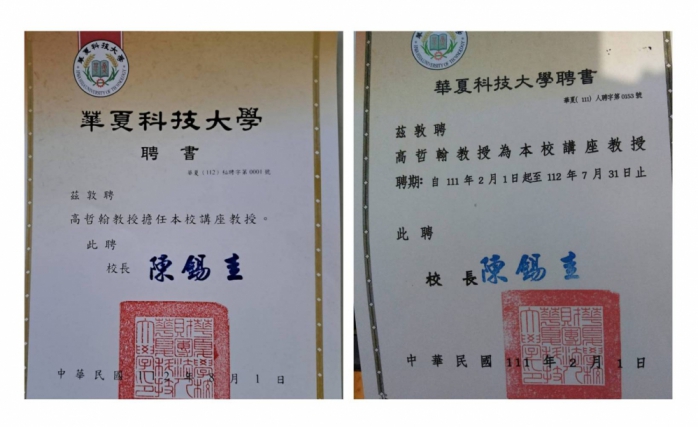 華夏科技大學
聘書
華夏（112）秘聘字第0001號
茲敦聘
高哲翰教授擔任本校講座教授。
此聘
校長 陳錫圭
中華民國 月1日
華夏科技大學聘書
華夏（111）人聘字第0153號
茲敦聘
高哲翰教授為本校講座教授
聘期：自111年2月1日起至112年7月31日止
此聘
校長 陳錫圭
中華民國111年2月1日